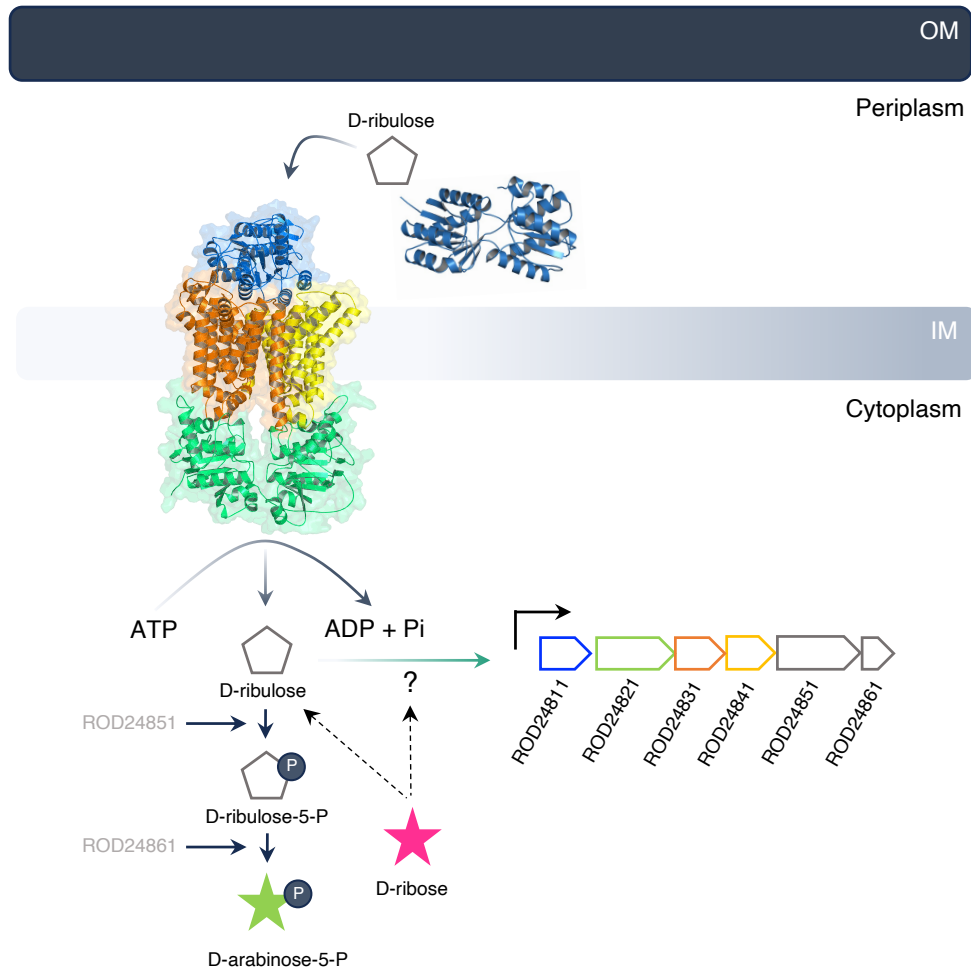 OM
Periplasm
D-ribulose
IM
Cytoplasm
ATP
ADP + Pi
D-ribulose
?
ROD24811
ROD24821
ROD24831
ROD24841
ROD24851
ROD24861
ROD24851
P
D-ribulose-5-P
ROD24861
D-ribose
P
D-arabinose-5-P